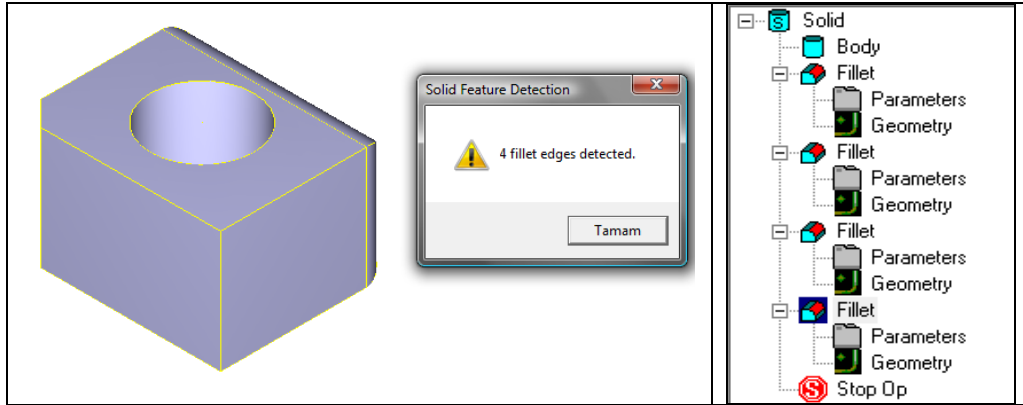 Solid Feature Detection
4 fillet edges detected.
Tamam
Solid
Body
Fillet
Parameters
Geometry
Fillet
Parameters
Geometry
Fillet
Parameters
Geometry
Fillet
Parameters
Geometry
Stop Op